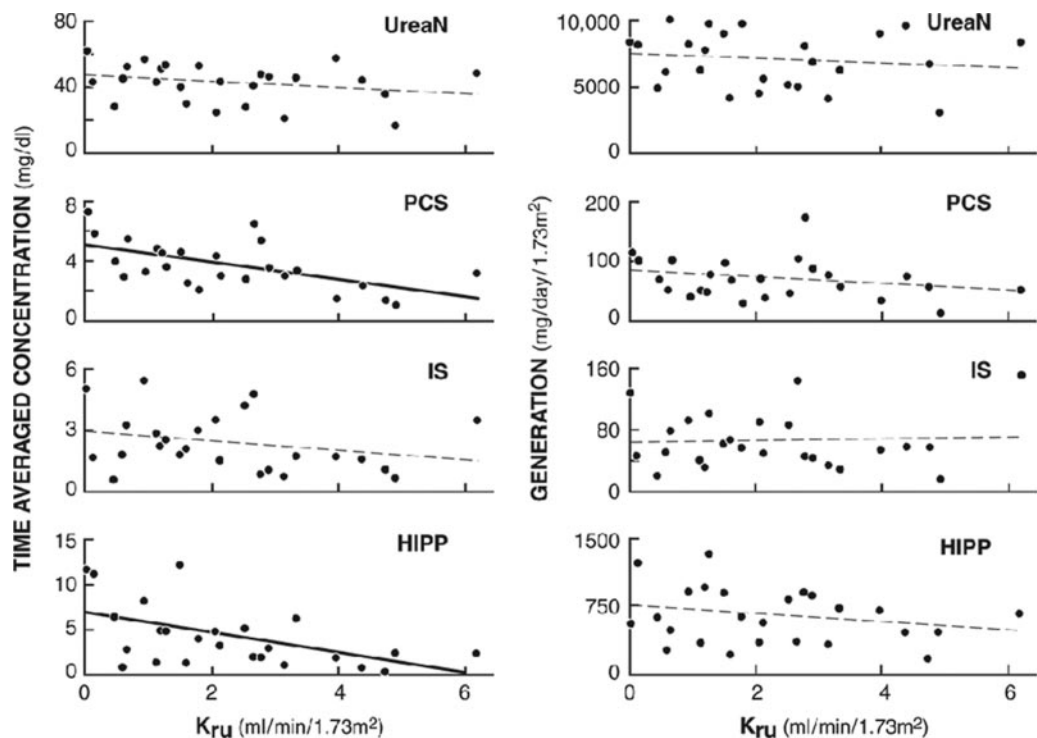 TIME AVERAGED CONCENTRATION (mg/dl)
80
40
0
UreaN
8
4
0
PCS
6
3
0
IS
15
10
5
0
HIPP
0 2 4 6
Kru (ml/min/1.73m²)
GENERATION (mg/day/1.73m²)
10,000
5000
0
UreaN
200
100
0
PCS
160
80
0
IS
1500
750
0
HIPP
0 2 4 6
Kru (ml/min/1.73m²)